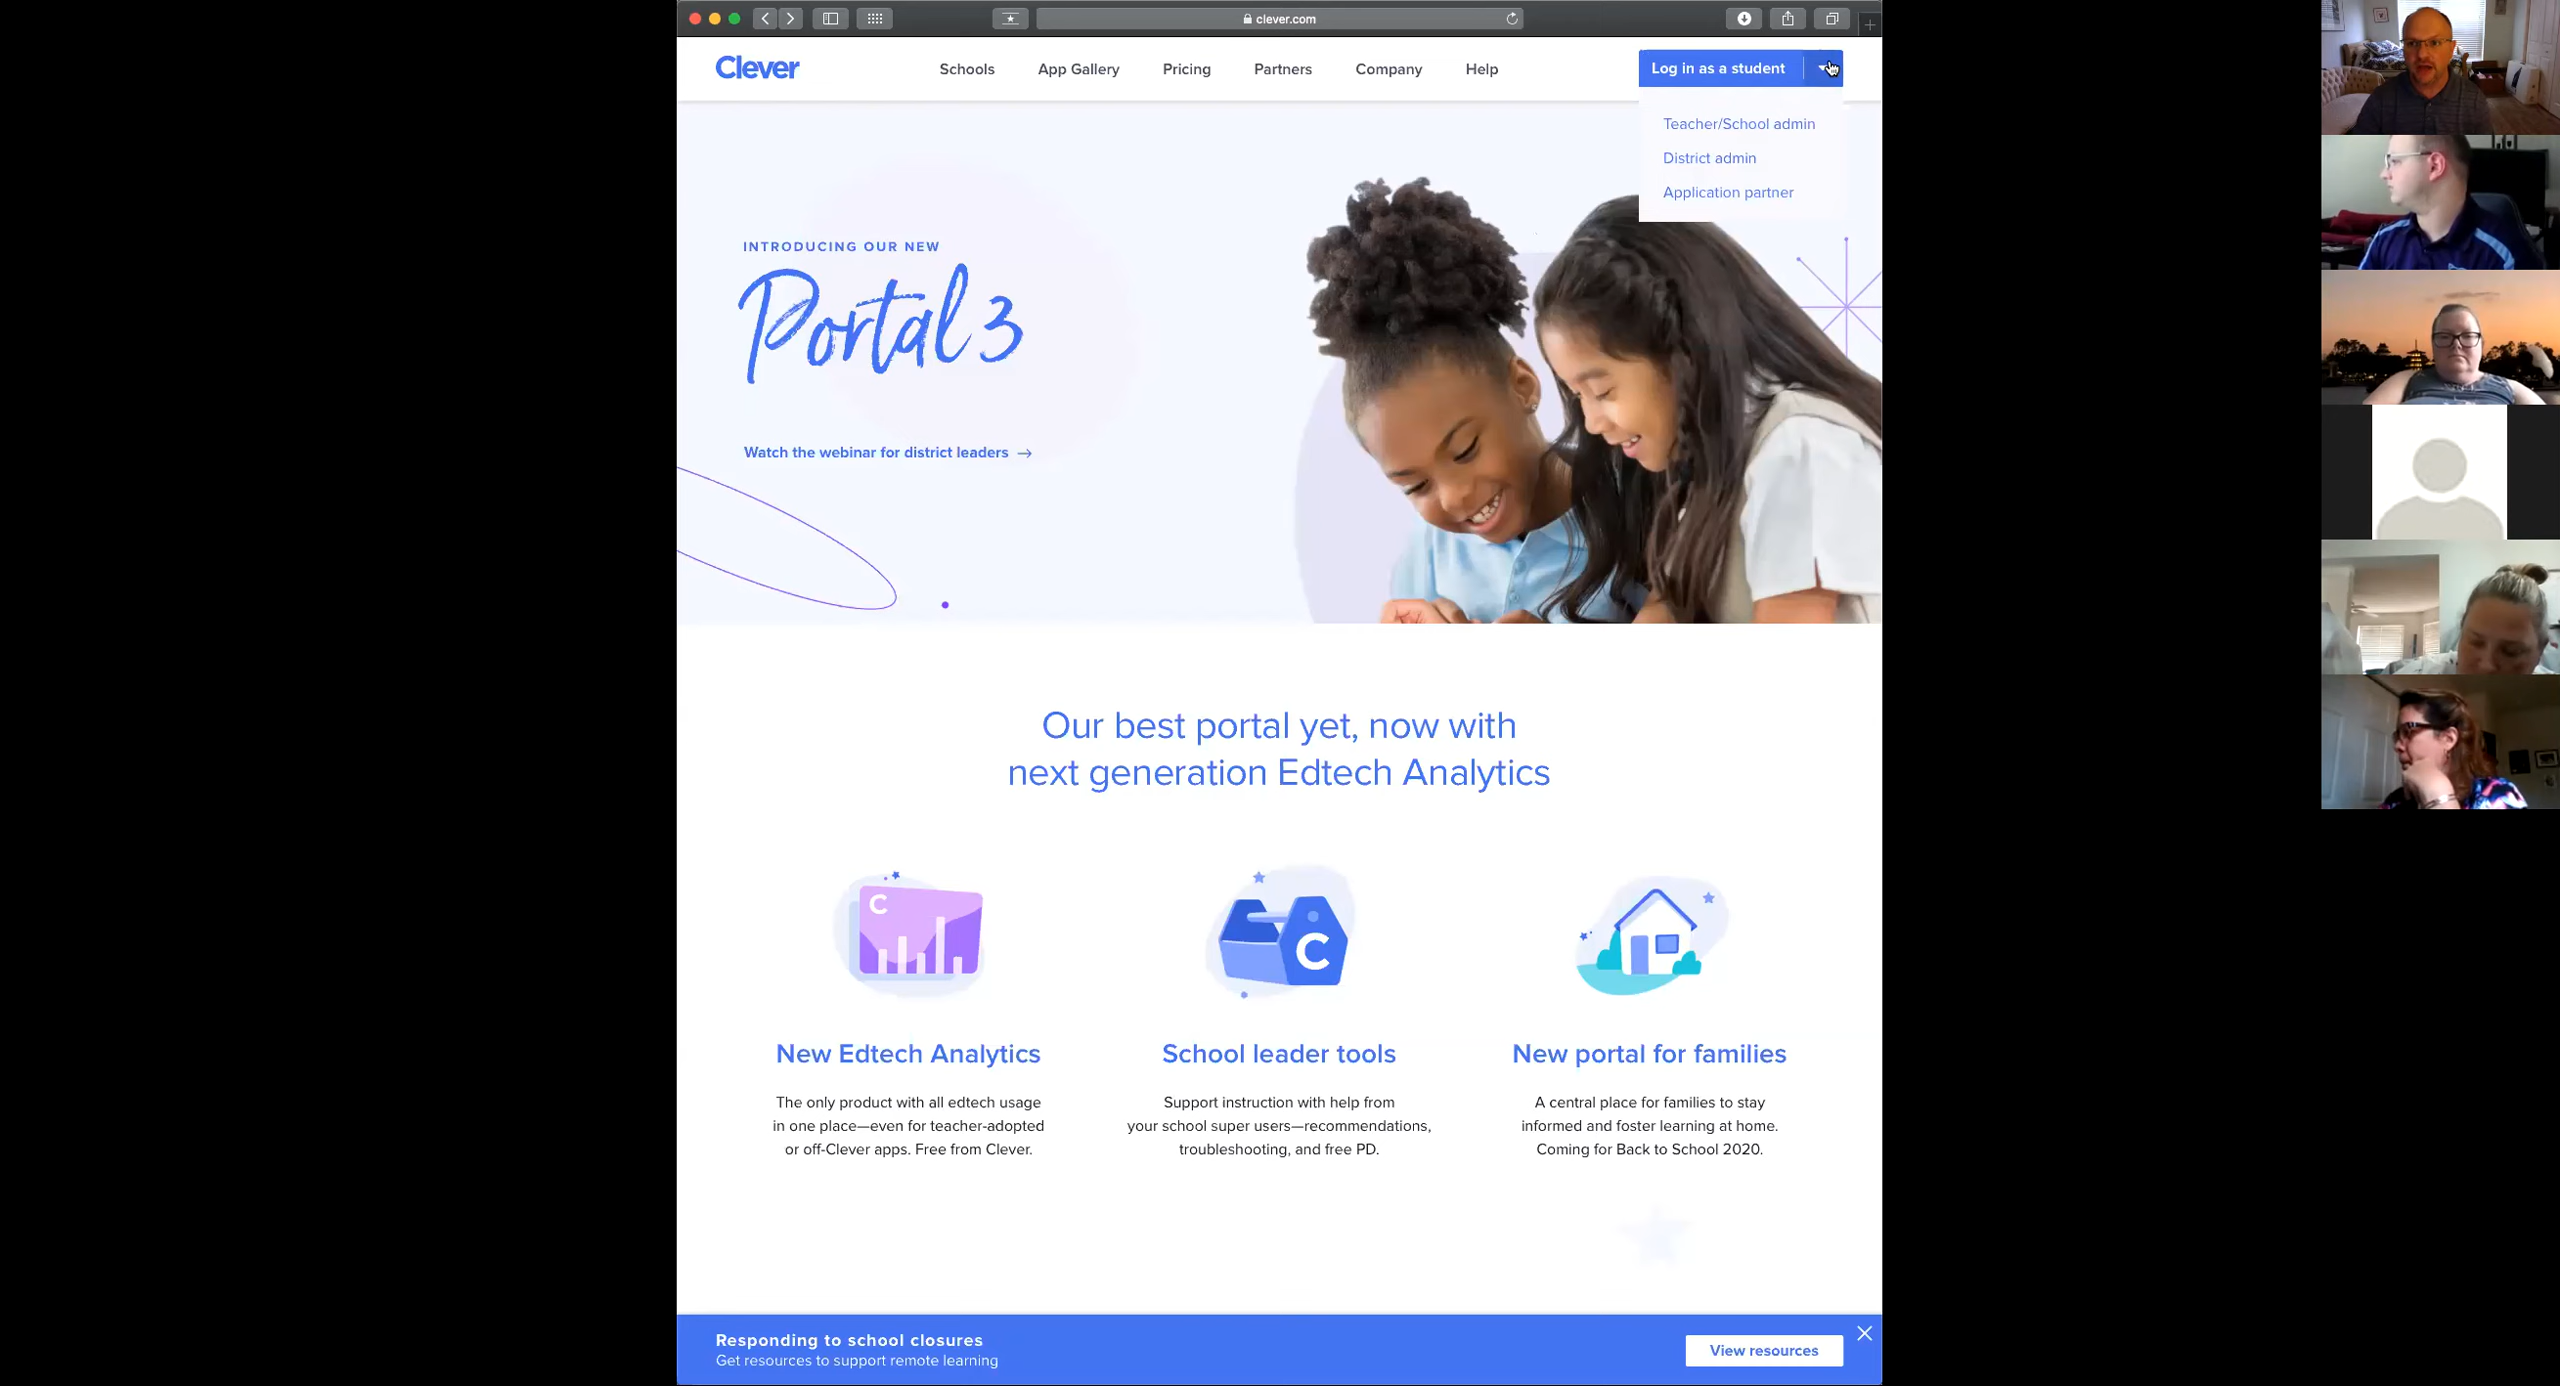 clever.com
Clever
Schools
App Gallery
Pricing
Partners
Company
Help
Log in as a student
Teacher/School admin
District admin
Application partner
INTRODUCING OUR NEW
Portal 3
Watch the webinar for district leaders →
Our best portal yet, now with
next generation Edtech Analytics
C
C
New Edtech Analytics
The only product with all edtech usage
in one place—even for teacher-adopted
or off-Clever apps. Free from Clever.
School leader tools
Support instruction with help from
your school super users—recommendations,
troubleshooting, and free PD.
New portal for families
A central place for families to stay
informed and foster learning at home.
Coming for Back to School 2020.
Responding to school closures
Get resources to support remote learning
View resources